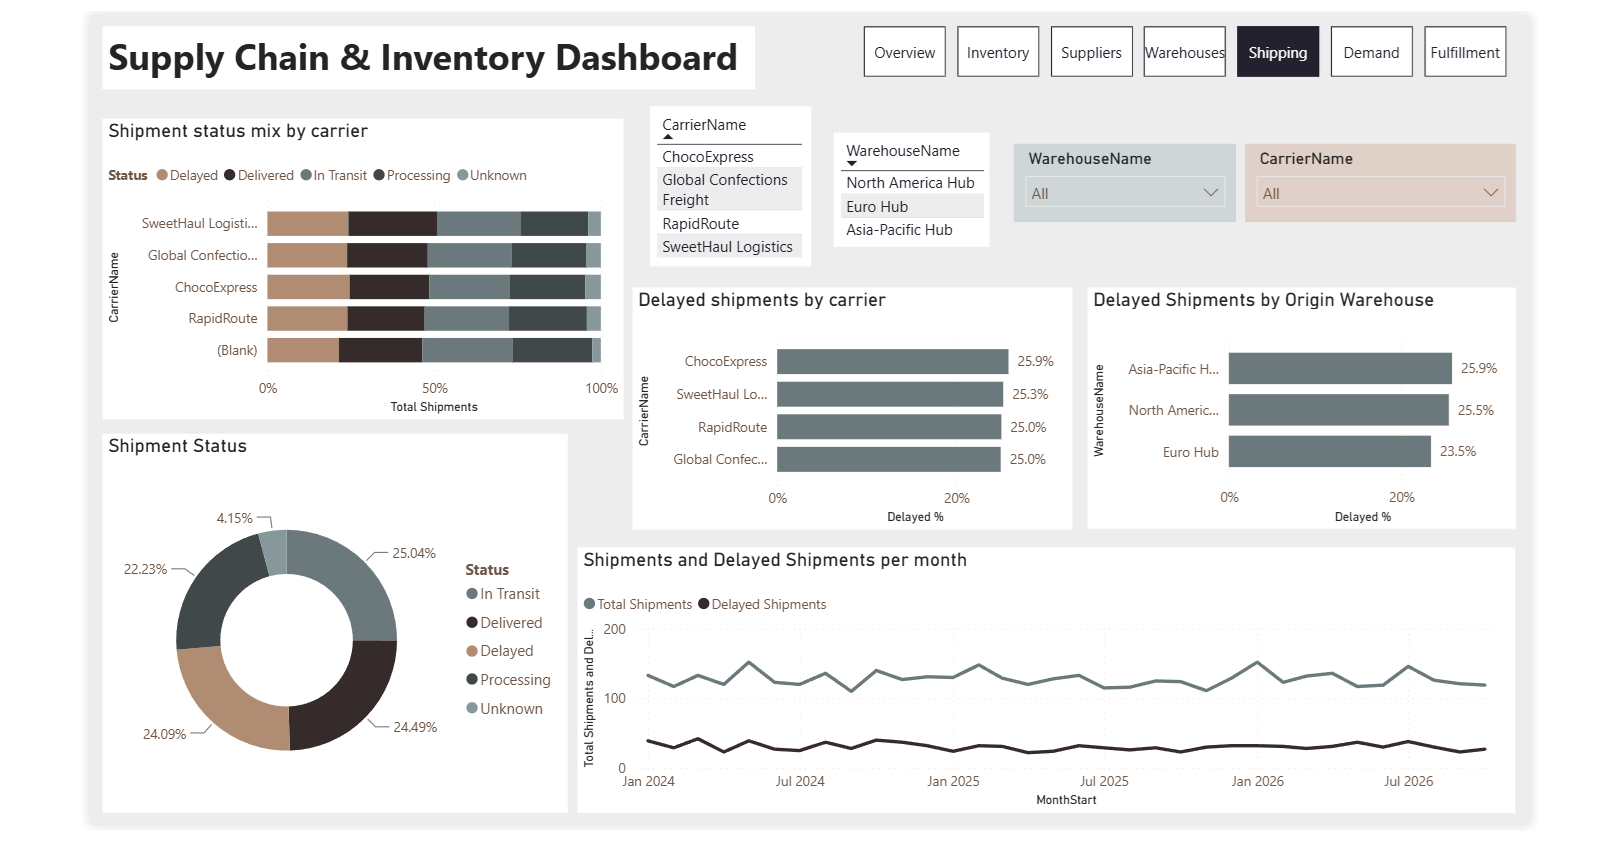 Supply Chain & Inventory Dashboard
Overview
Inventory
Suppliers
Warehouses
Shipping
Demand
Fulfillment
Shipment status mix by carrier
Status Delayed Delivered In Transit Processing Unknown
CarrierName
SweetHaul Logisti...
Global Confectio...
ChocoExpress
RapidRoute
(Blank)
0% 50% 100%
Total Shipments
CarrierName
ChocoExpress
Global Confections
Freight
RapidRoute
SweetHaul Logistics
WarehouseName
North America Hub
Euro Hub
Asia-Pacific Hub
WarehouseName
All
CarrierName
All
Delayed shipments by carrier
CarrierName
ChocoExpress 25.9%
SweetHaul Lo... 25.3%
RapidRoute 25.0%
Global Confec... 25.0%
0% 20%
Delayed %
Delayed Shipments by Origin Warehouse
WarehouseName
Asia-Pacific H... 25.9%
North Americ... 25.5%
Euro Hub 23.5%
0% 20%
Delayed %
Shipment Status
4.15%
25.04%
22.23%
24.09%
24.49%
Status
In Transit
Delivered
Delayed
Processing
Unknown
Shipments and Delayed Shipments per month
Total Shipments Delayed Shipments
Total Shipments and Del...
200
100
0
Jan 2024 Jul 2024 Jan 2025 Jul 2025 Jan 2026 Jul 2026
MonthStart